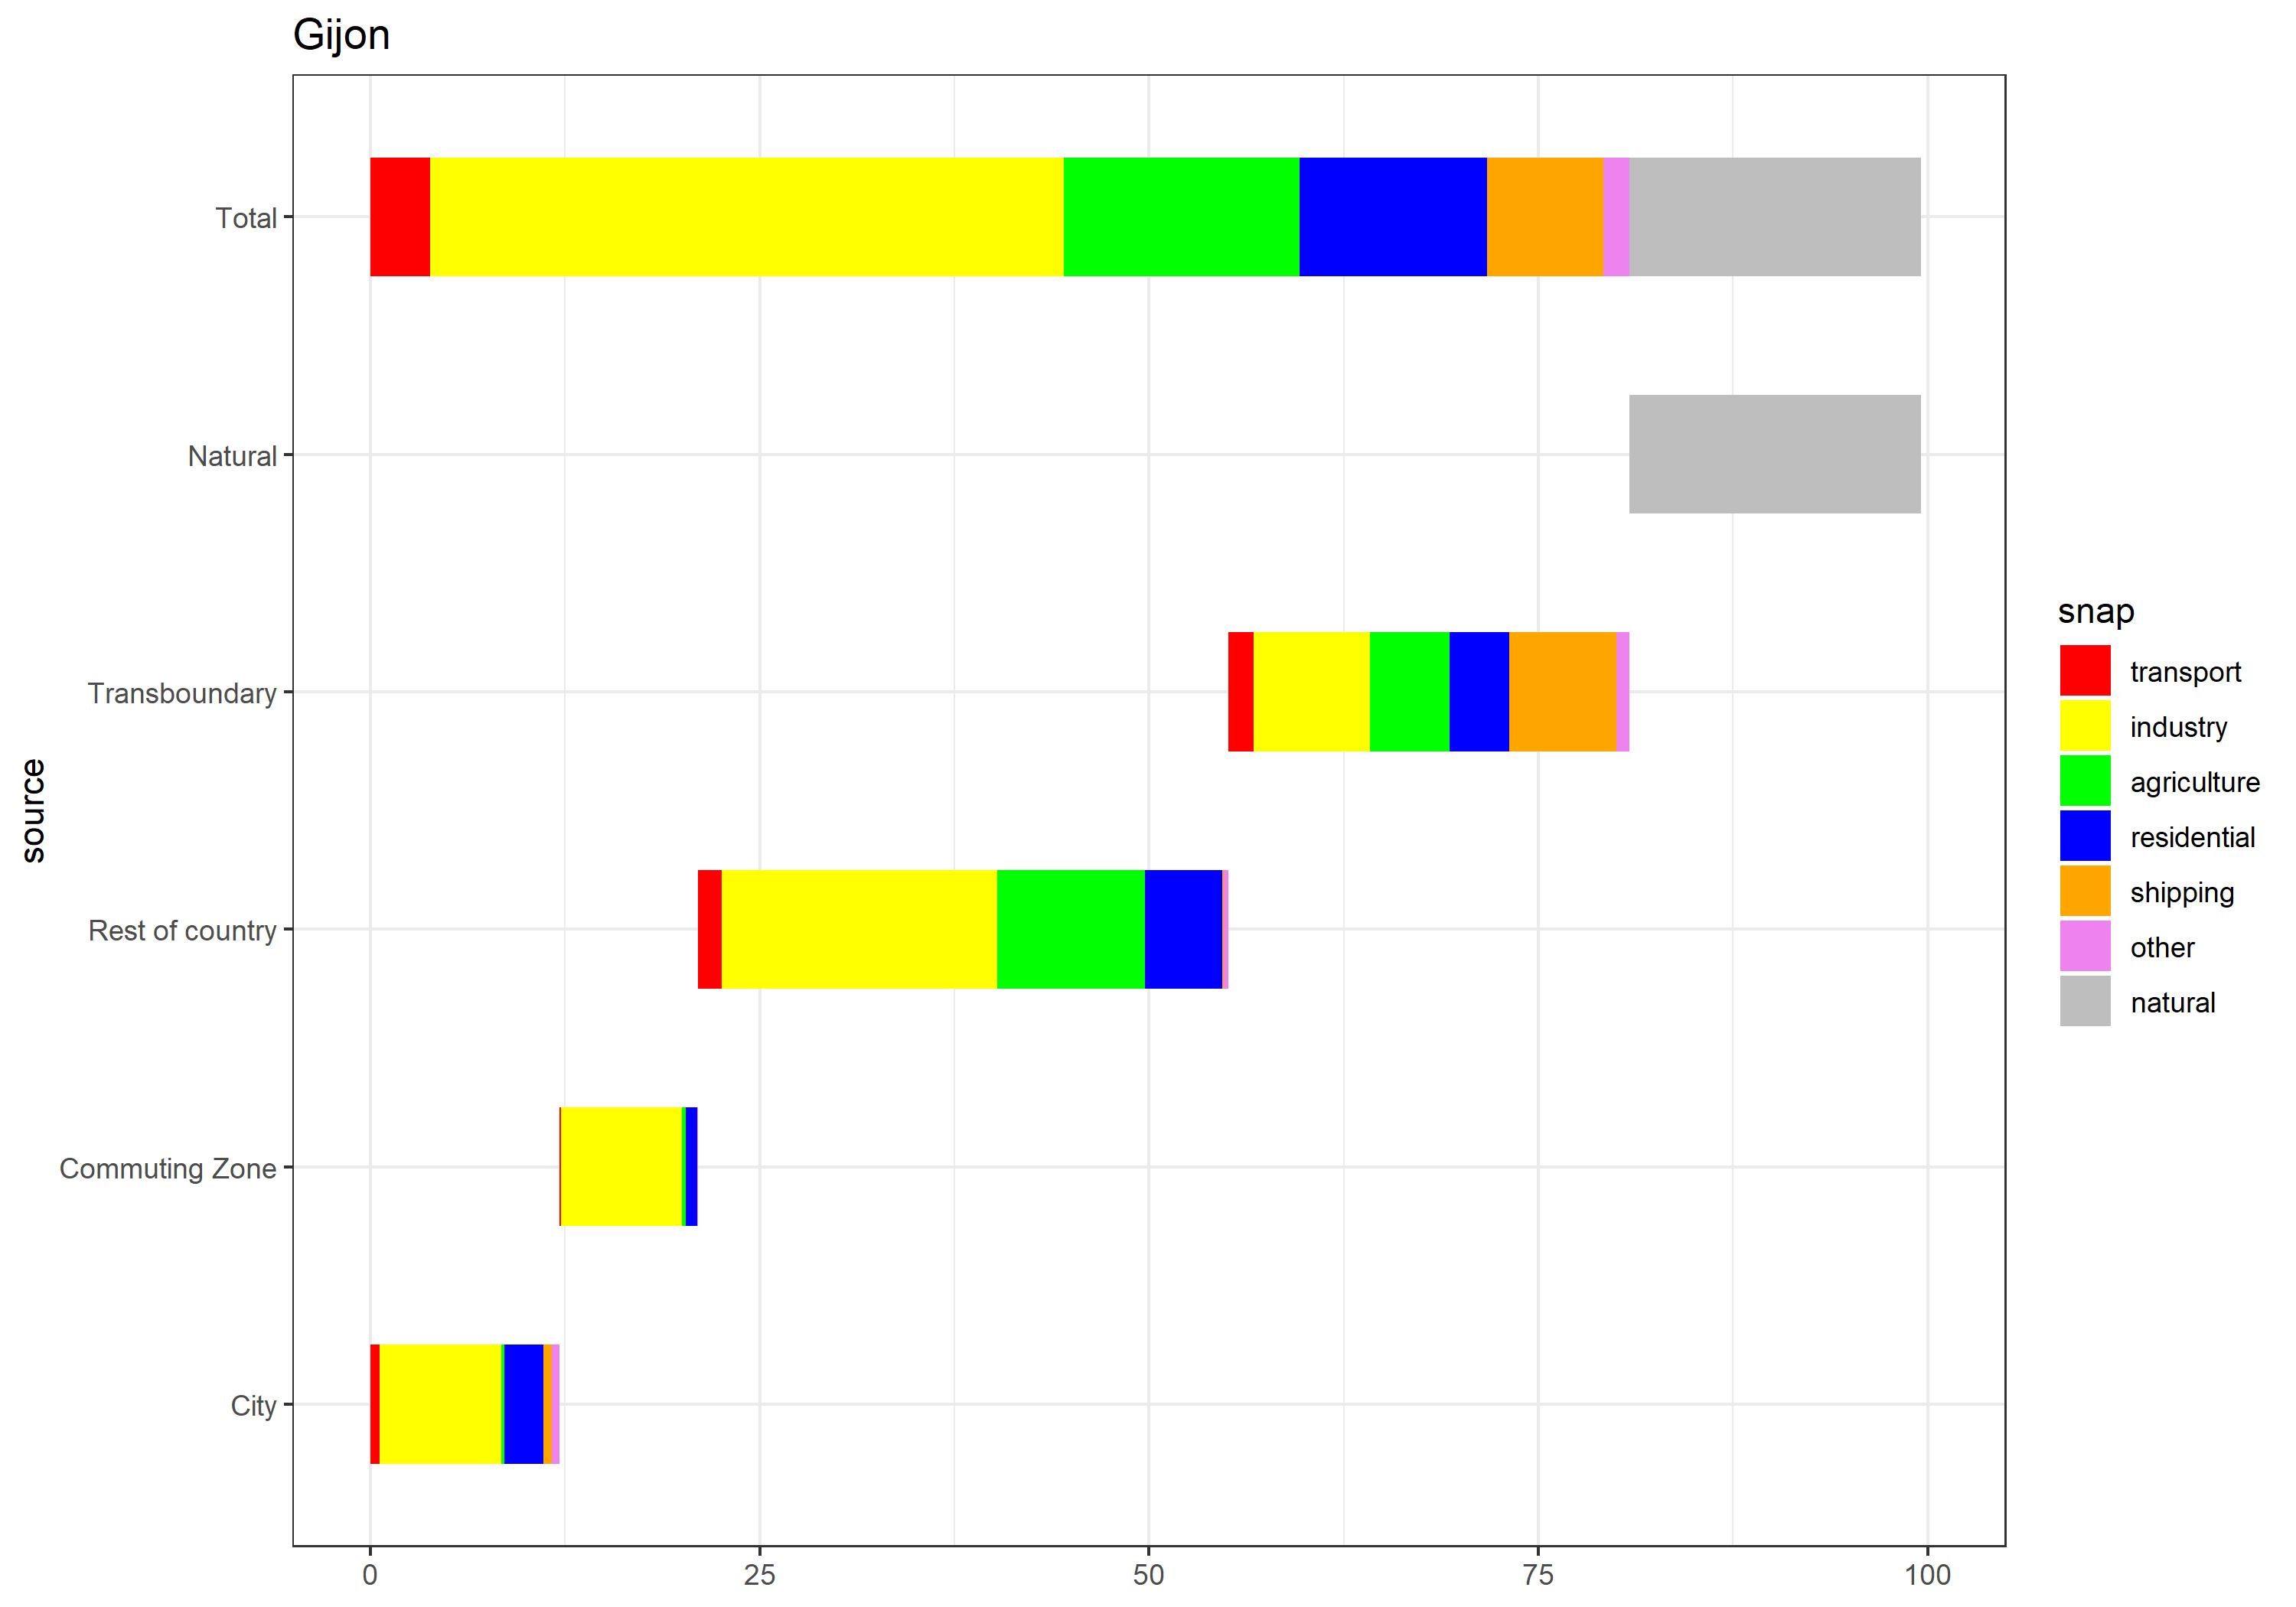 Gijon
Total
Natural
Transboundary
Rest of country
Commuting Zone
City
source
0 25 50 75 100
snap
transport
industry
agriculture
residential
shipping
other
natural